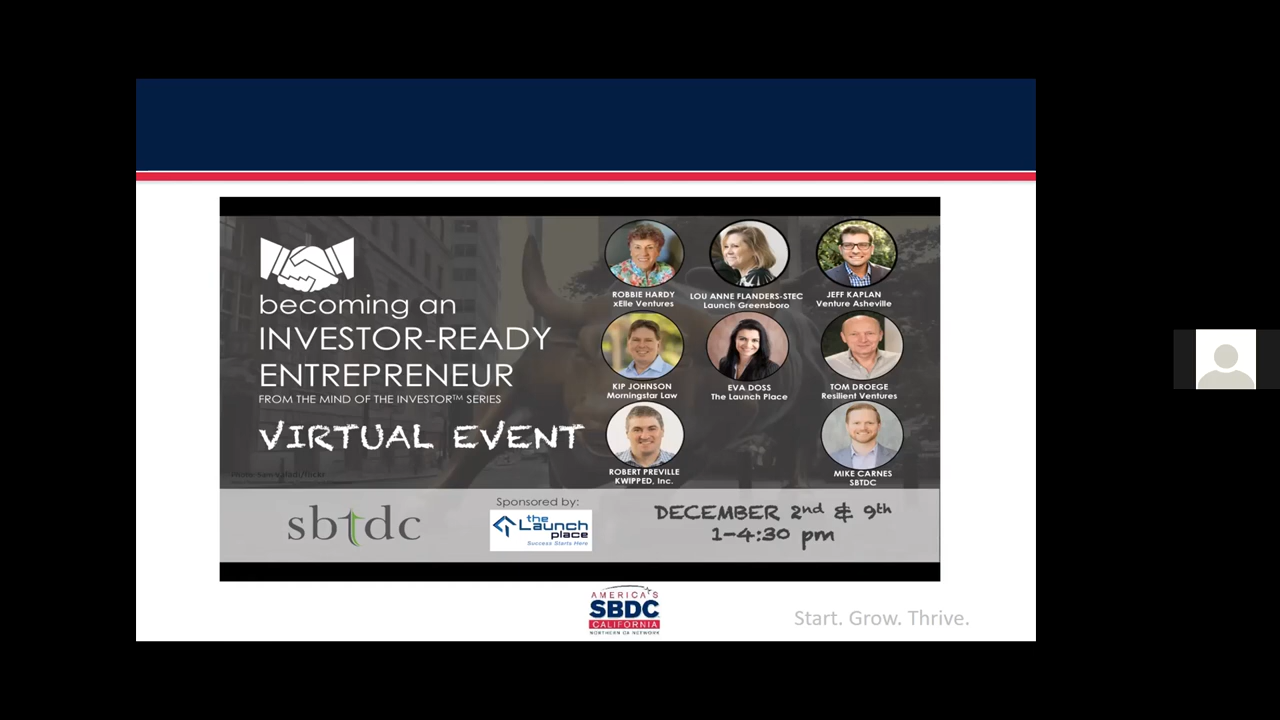 becoming an
INVESTOR-READY
ENTREPRENEUR
FROM THE MIND OF THE INVESTOR™ SERIES
VIRTUAL EVENT
ROBBIE HARDY
xElle Ventures
LOU ANNE FLANDERS-STEC
Launch Greensboro
JEFF KAPLAN
Venture Asheville
KIP JOHNSON
Morningstar Law
EVA DOSS
The Launch Place
TOM DROEGE
Resilient Ventures
ROBERT PREVILLE
KWIPPED, Inc.
MIKE CARNES
SBTDC
sbtdc
Sponsored by:
the
Launch
place
Success Starts Here
DECEMBER 2nd & 9th
1-4:30 pm
AMERICA'S
SBDC
CALIFORNIA
NORTHERN CA NETWORK
Start. Grow. Thrive.